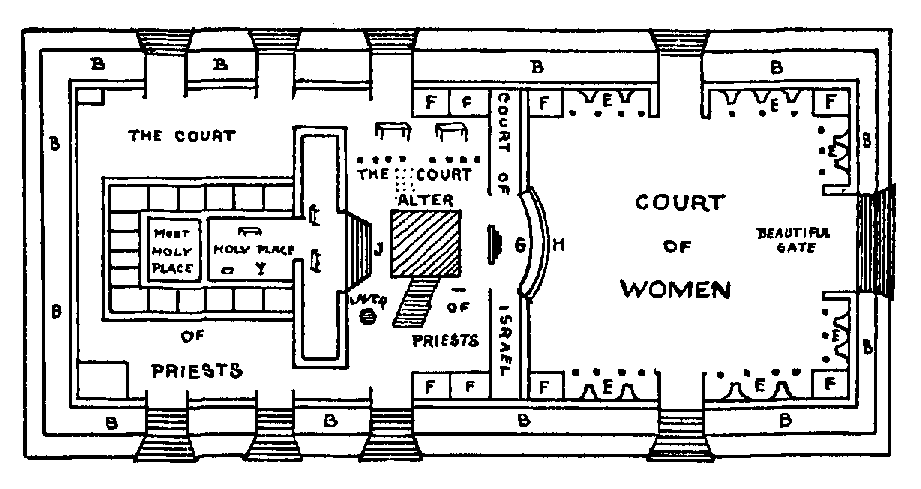 B
B
B
B
F
F
COURT OF
F
E
E
F
THE COURT
B
B
E
THE COURT
ALTER
COURT
OF
WOMEN
MOST
HOLY
PLACE
HOLY PLACE
J
G
H
BEAUTIFUL
GATE
B
OF
ISRAEL
OF
PRIESTS
PRIESTS
E
B
F
F
F
E
E
F
B
B
B
B